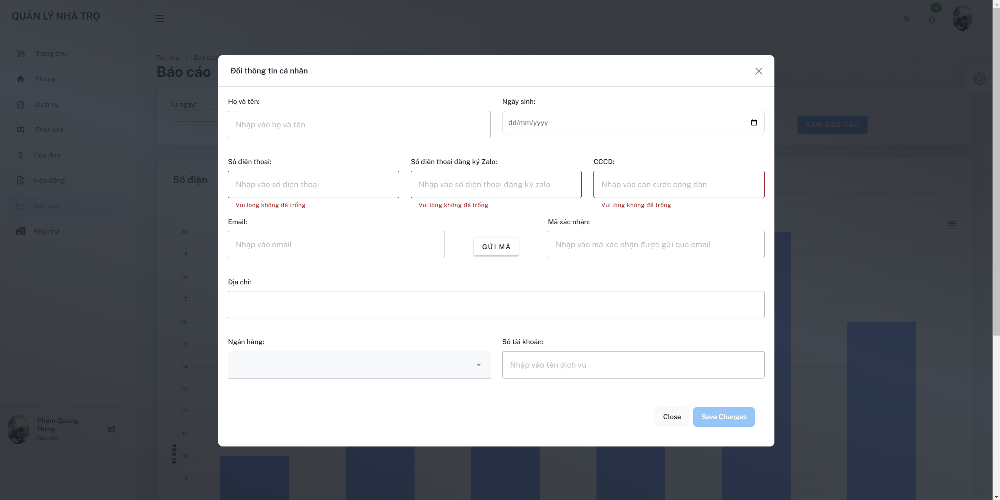 QUẢN LÝ NHÀ TRỌ
4
Trang chủ
Phòng
Dịch vụ
Phát sinh
Hóa đơn
Hợp đồng
Báo cáo
Khu nhà
Phạm Quang
Hưng
Chủ nhà
Toà nhà > Báo cáo
Báo cáo
Từ ngày:
XEM BÁO CÁO
Số điện
Đổi thông tin cá nhân
Họ và tên:
Ngày sinh:
Nhập vào họ và tên
dd/mm/yyyy
Số điện thoại:
Số điện thoại đăng ký Zalo:
CCCD:
Nhập vào số điện thoại
Nhập vào số điện thoại đăng ký zalo
Nhập vào căn cước công dân
Vui lòng không để trống
Vui lòng không để trống
Vui lòng không để trống
Email:
Mã xác nhận:
Nhập vào email
GỬI MÃ
Nhập vào mã xác nhận được gửi qua email
Địa chỉ:
Ngân hàng:
Số tài khoản:
Nhập vào tên dịch vụ
Close
Save Changes
20
19
18
17
16
15
14
13
12
11
10
9
Số Điện